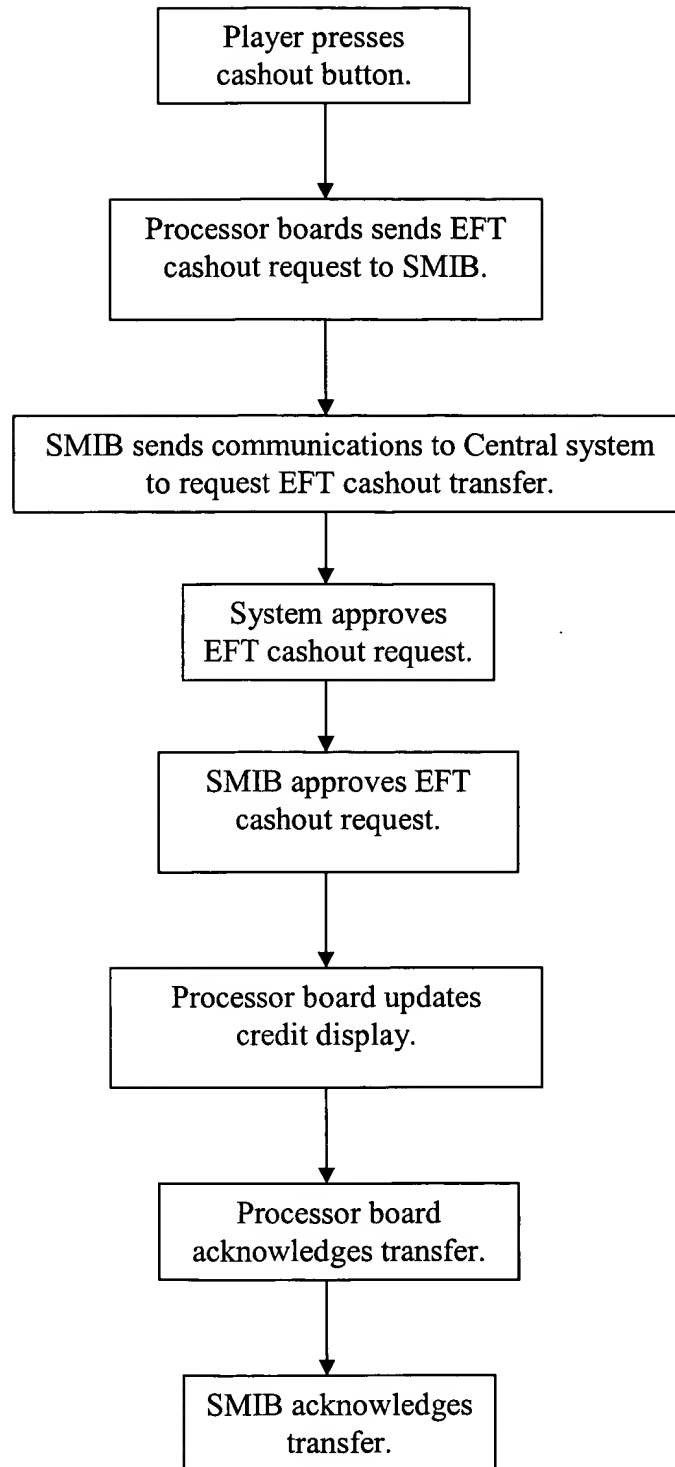 Player presses
cashout button.
Processor boards sends EFT
cashout request to SMIB.
SMIB sends communications to Central system
to request EFT cashout transfer.
System approves
EFT cashout request.
SMIB approves EFT
cashout request.
Processor board updates
credit display.
Processor board
acknowledges transfer.
SMIB acknowledges
transfer.